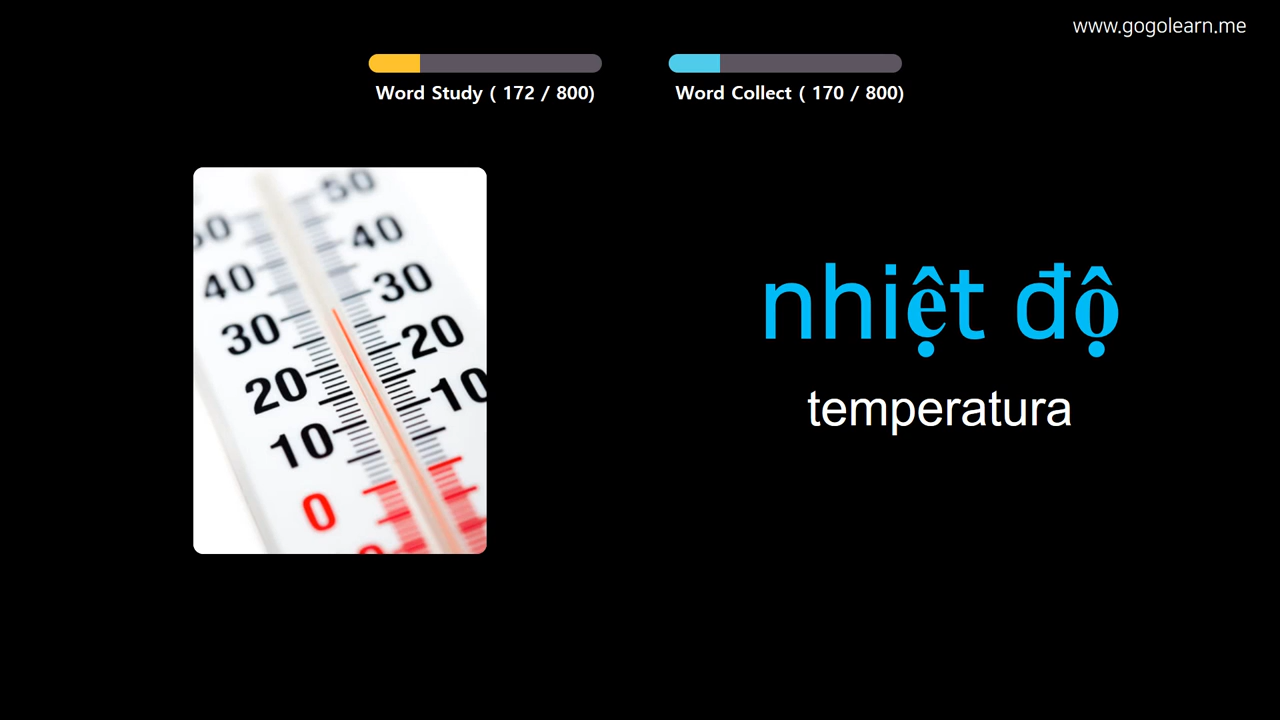 www.gogolearn.me
Word Study ( 172 / 800)
Word Collect ( 170 / 800)
50
50
40
40
30
30
20
20
10
10
0
nhiệt độ
temperatura